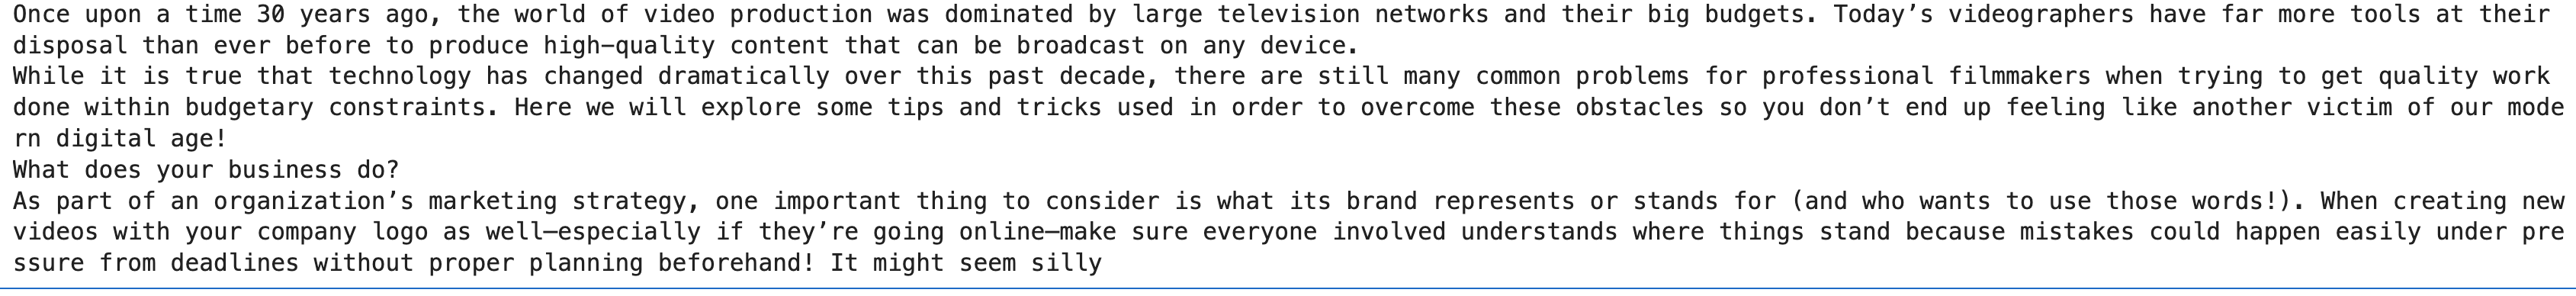 Once upon a time 30 years ago, the world of video production was dominated by large television networks and their big budgets. Today’s videographers have far more tools at their
disposal than ever before to produce high-quality content that can be broadcast on any device.
While it is true that technology has changed dramatically over this past decade, there are still many common problems for professional filmmakers when trying to get quality work
done within budgetary constraints. Here we will explore some tips and tricks used in order to overcome these obstacles so you don’t end up feeling like another victim of our mode
rn digital age!
What does your business do?
As part of an organization’s marketing strategy, one important thing to consider is what its brand represents or stands for (and who wants to use those words!). When creating new
videos with your company logo as well—especially if they’re going online—make sure everyone involved understands where things stand because mistakes could happen easily under pre
ssure from deadlines without proper planning beforehand! It might seem silly